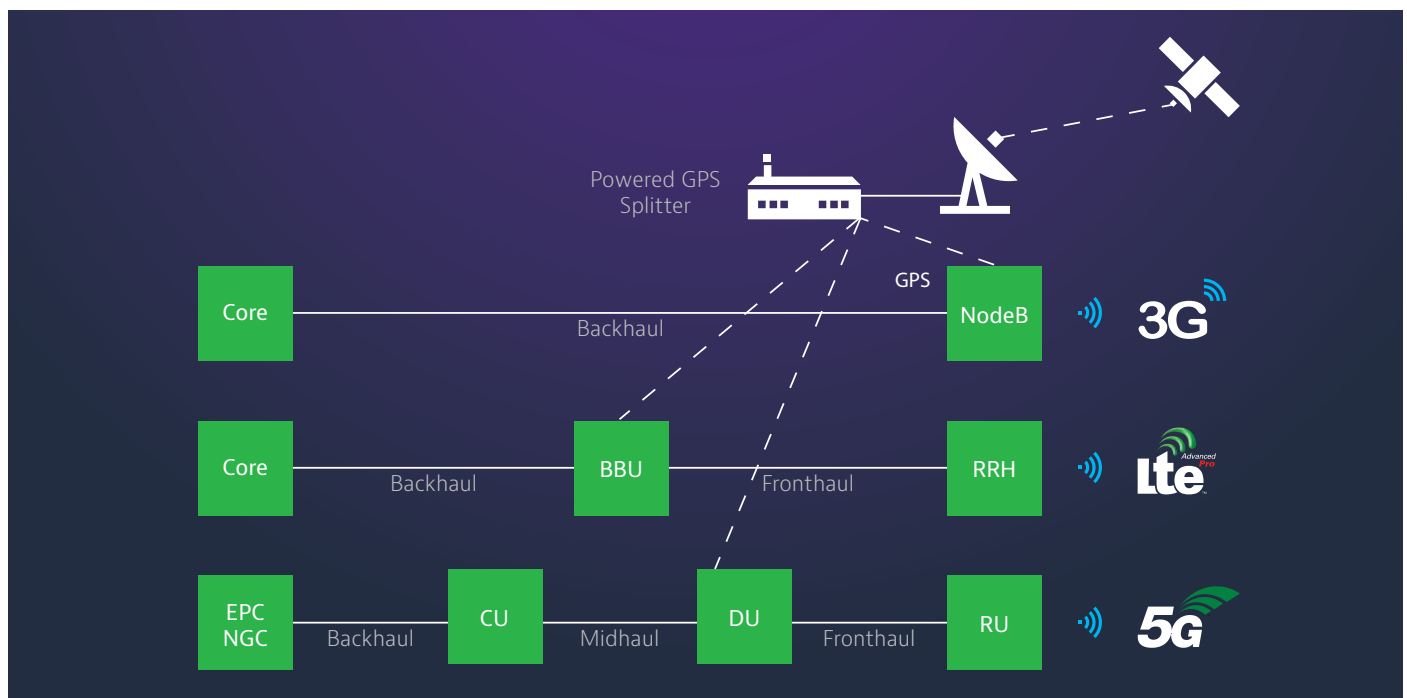 Powered GPS
Splitter
GPS
Core
Backhaul
NodeB
3G
Core
Backhaul
BBU
Fronthaul
RRH
Advanced
Pro
Lte
EPC
NGC
Backhaul
CU
Midhaul
DU
Fronthaul
RU
5G